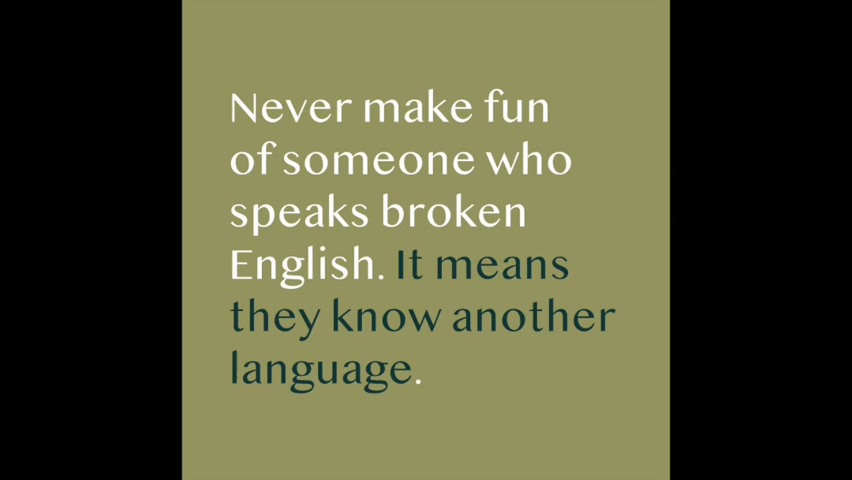 Never make fun
of someone who
speaks broken
English. It means
they know another
language.